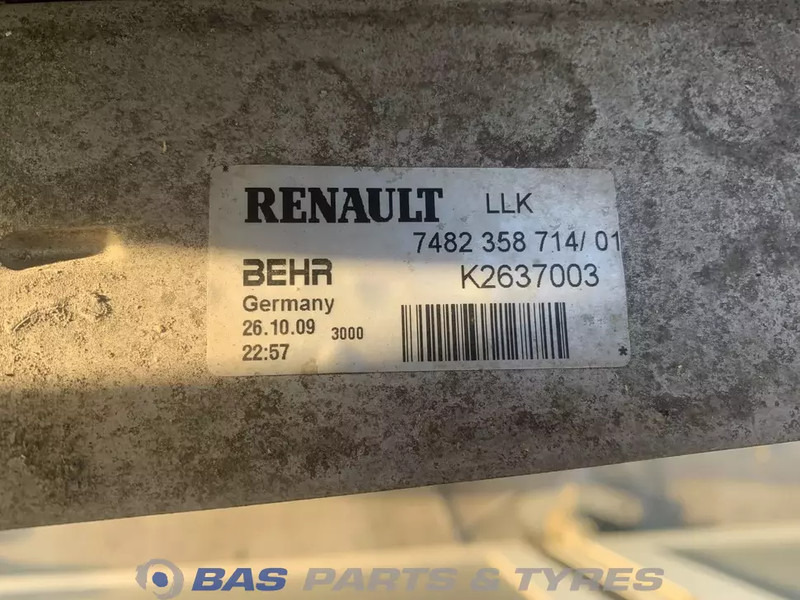 RENAULT LLK
7482 358 714/ 01
BEHR K2637003
Germany
26.10.09 3000
22:57 *
BAS PARTS & TYRES